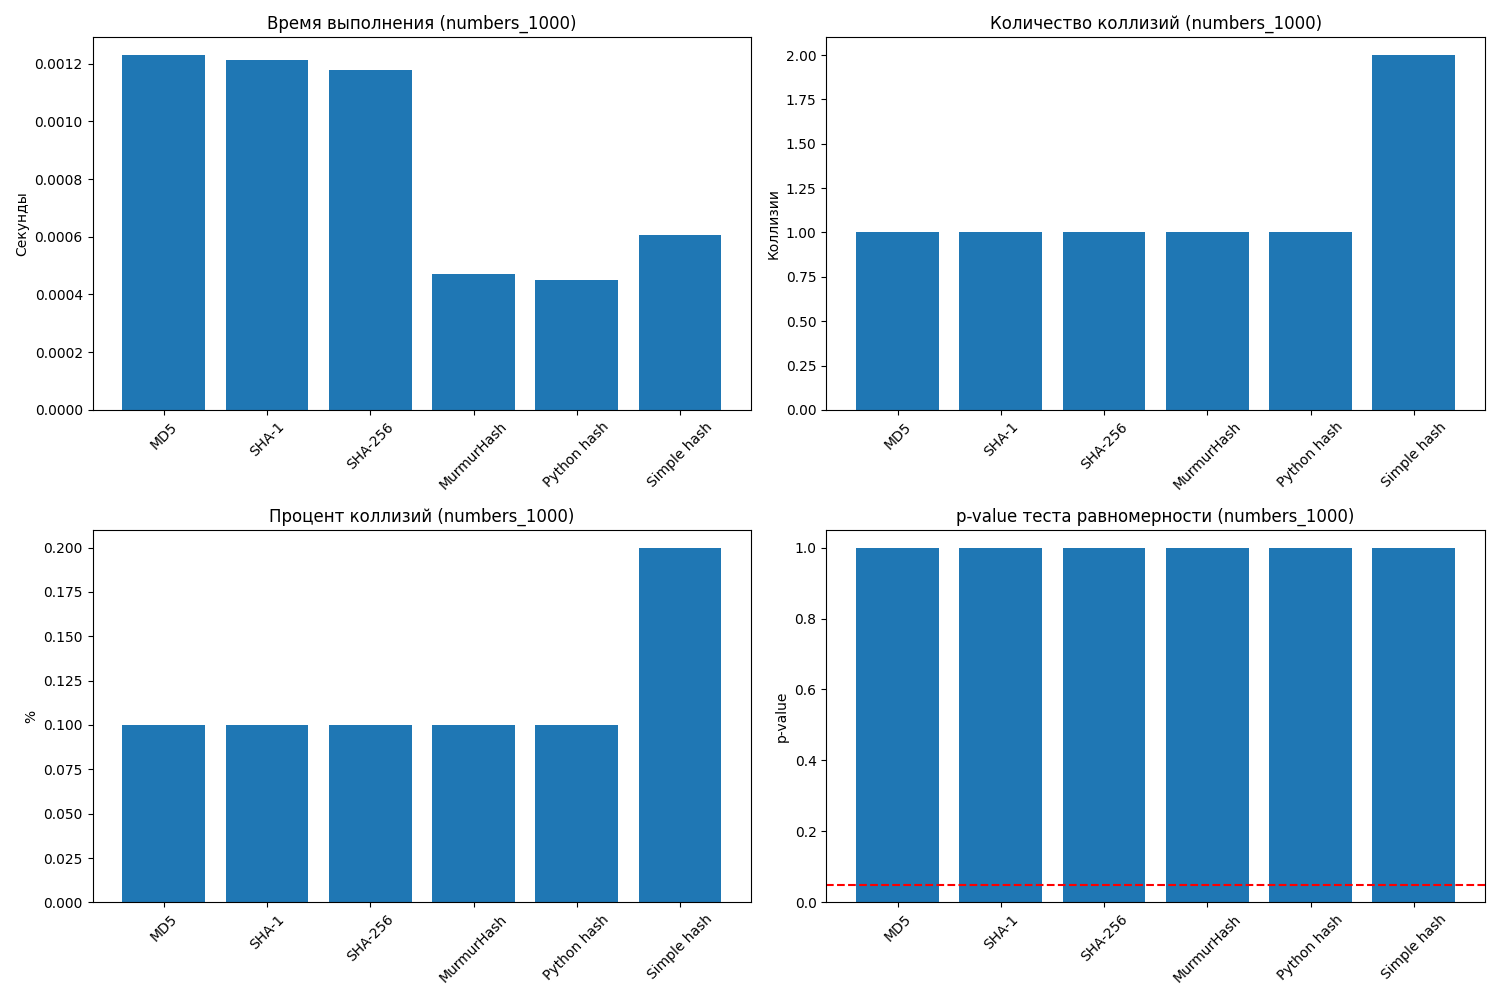 Время выполнения (numbers_1000)
Секунды
0.0012
0.0010
0.0008
0.0006
0.0004
0.0002
0.0000
MD5
SHA-1
SHA-256
MurmurHash
Python hash
Simple hash
Количество коллизий (numbers_1000)
Коллизии
2.00
1.75
1.50
1.25
1.00
0.75
0.50
0.25
0.00
MD5
SHA-1
SHA-256
MurmurHash
Python hash
Simple hash
Процент коллизий (numbers_1000)
%
0.200
0.175
0.150
0.125
0.100
0.075
0.050
0.025
0.000
MD5
SHA-1
SHA-256
MurmurHash
Python hash
Simple hash
p-value теста равномерности (numbers_1000)
p-value
1.0
0.8
0.6
0.4
0.2
0.0
MD5
SHA-1
SHA-256
MurmurHash
Python hash
Simple hash